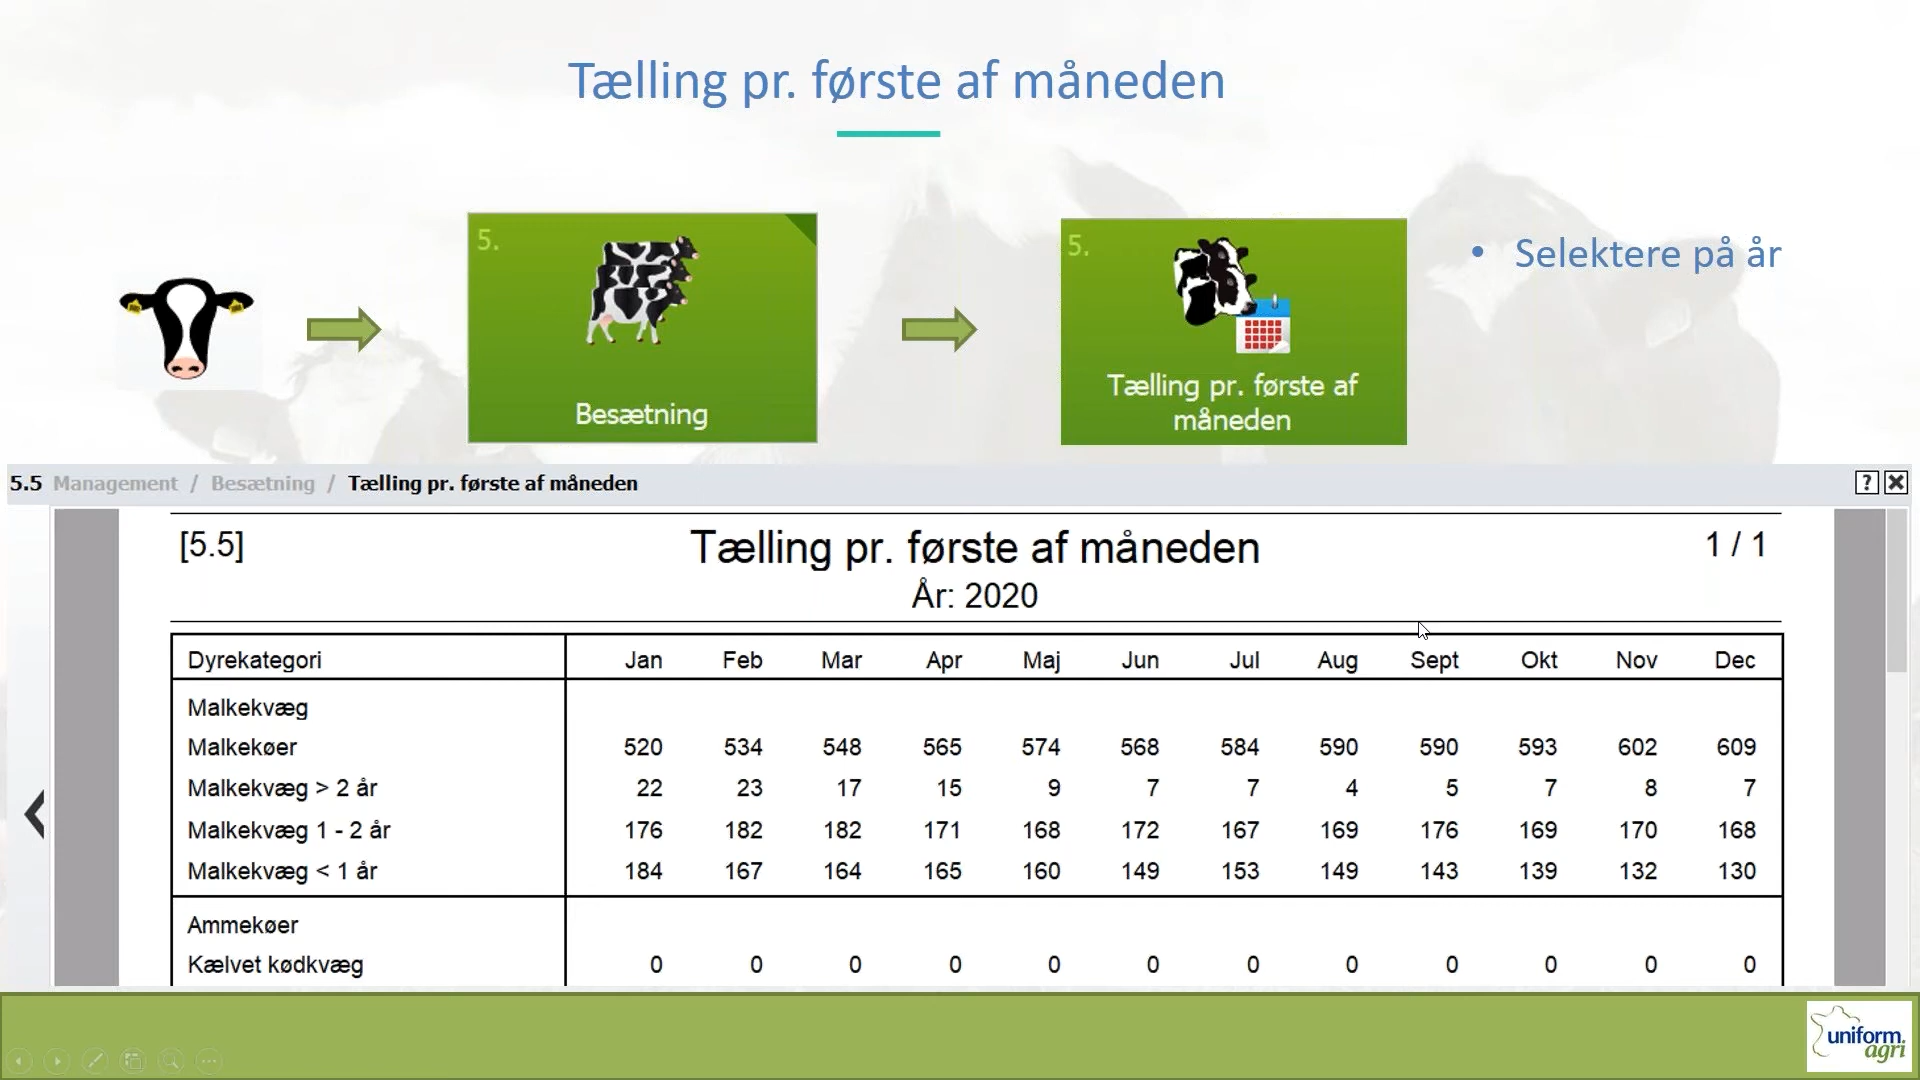 Tælling pr. første af måneden
5.
Besætning
5.
Tælling pr. første af
måneden
• Selektere på år
5.5 Management / Besætning / Tælling pr. første af måneden
?
[5.5] Tælling pr. første af måneden 1 / 1
År: 2020
Dyrekategori Jan Feb Mar Apr Maj Jun Jul Aug Sept Okt Nov Dec
Malkekvæg
Malkekøer 520 534 548 565 574 568 584 590 590 593 602 609
Malkekvæg > 2 år 22 23 17 15 9 7 7 4 5 7 8 7
Malkekvæg 1 - 2 år 176 182 182 171 168 172 167 169 176 169 170 168
Malkekvæg < 1 år 184 167 164 165 160 149 153 149 143 139 132 130
Ammekøer
Kælvet kødkvæg 0 0 0 0 0 0 0 0 0 0 0 0
uniform.
agri